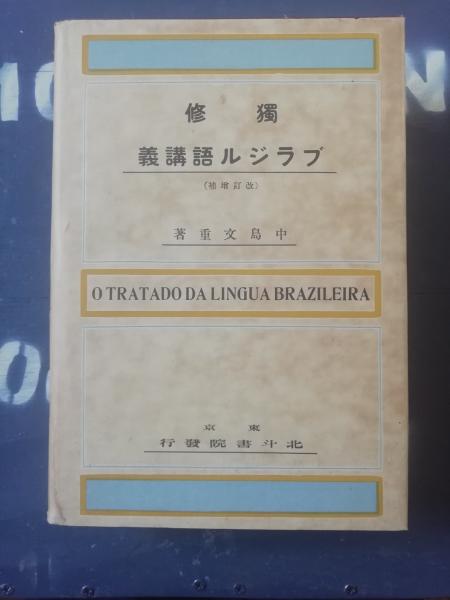 獨修
ブラジル語講義
(改訂增補)
中島文重著
O TRATADO DA LINGUA BRAZILEIRA
東京
北斗書院發行